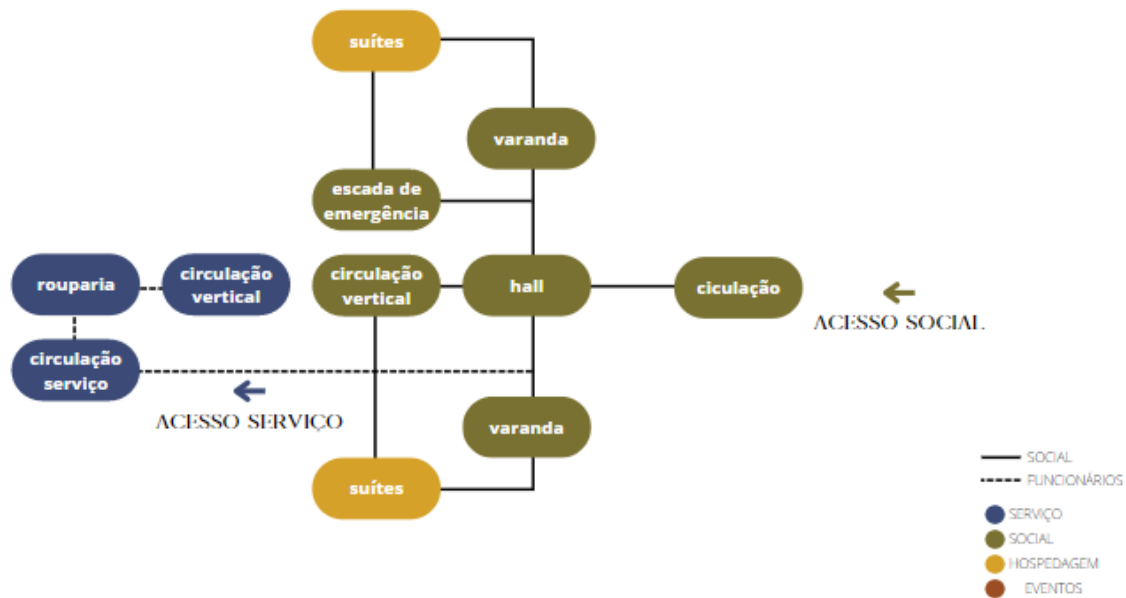 suítes
varanda
escada de
emergência
rouparia
circulação
vertical
circulação
vertical
hall
ciculação
ACESSO SOCIAL
circulação
serviço
ACESSO SERVIÇO
varanda
suítes
SOCIAL
FUNCIONÁRIOS
SERVIÇO
SOCIAL
HOSPEDAGEM
EVENTOS